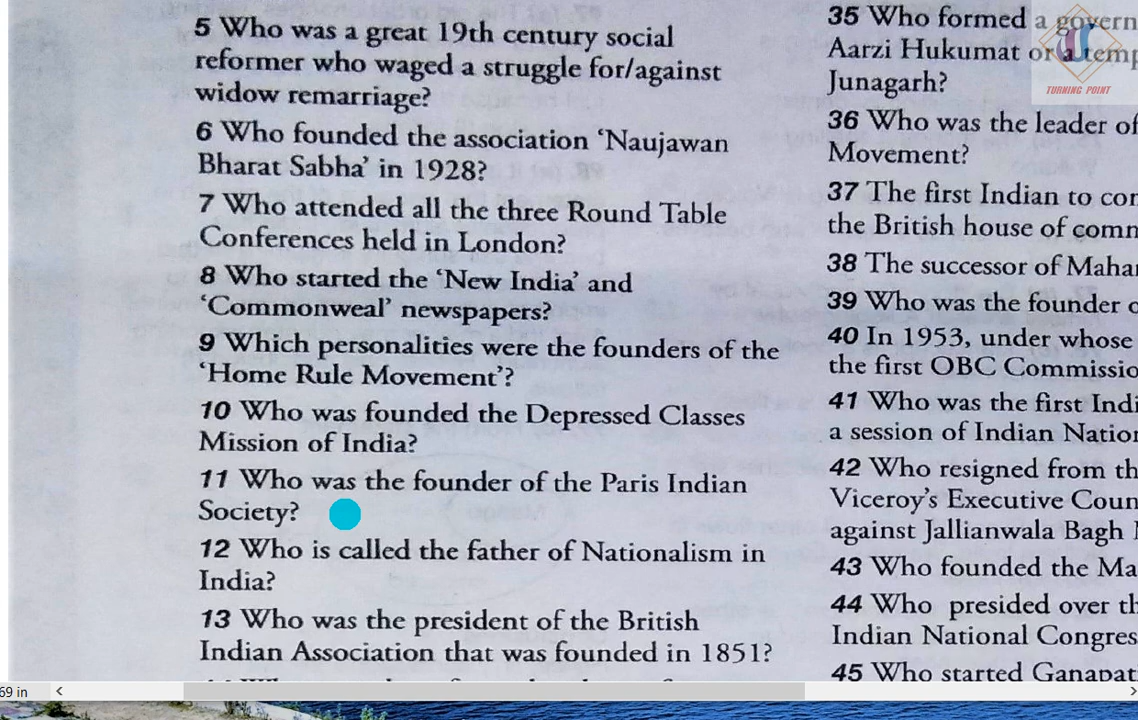 5 Who was a great 19th century social
reformer who waged a struggle for/against
widow remarriage?
6 Who founded the association ‘Naujawan
Bharat Sabha’ in 1928?
7 Who attended all the three Round Table
Conferences held in London?
8 Who started the ‘New India’ and
‘Commonweal’ newspapers?
9 Which personalities were the founders of the
‘Home Rule Movement’?
10 Who was founded the Depressed Classes
Mission of India?
11 Who was the founder of the Paris Indian
Society?
12 Who is called the father of Nationalism in
India?
13 Who was the president of the British
Indian Association that was founded in 1851?
35 Who formed a govern
Aarzi Hukumat or a temp
Junagarh?
36 Who was the leader of
Movement?
37 The first Indian to con
the British house of comm
38 The successor of Mahar
39 Who was the founder o
40 In 1953, under whose
the first OBC Commissio
41 Who was the first Indi
a session of Indian Nation
42 Who resigned from th
Viceroy’s Executive Coun
against Jallianwala Bagh
43 Who founded the Ma
44 Who presided over th
Indian National Congres
45 Who started Ganapat
TURNING POINT
69 in